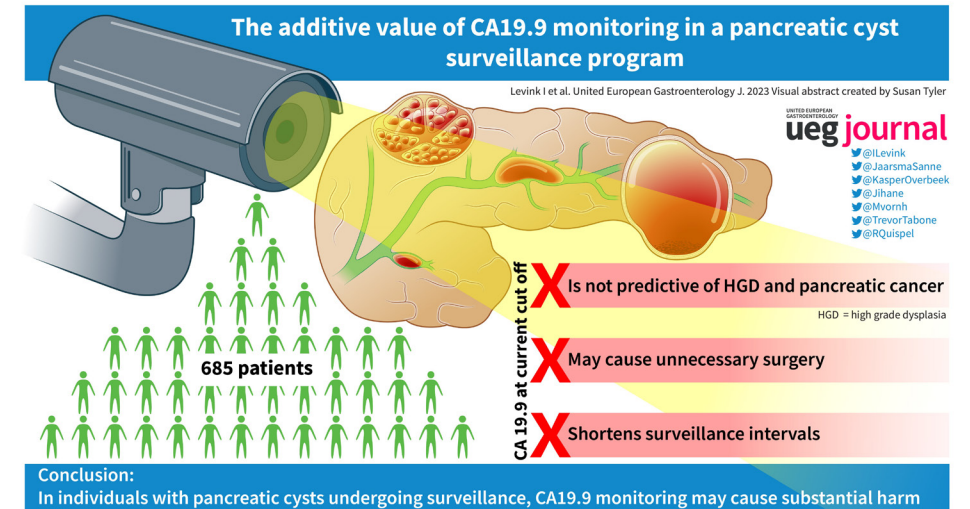 The additive value of CA19.9 monitoring in a pancreatic cyst
surveillance program
Levink I et al. United European Gastroenterology J. 2023 Visual abstract created by Susan Tyler
UNITED EUROPEAN
GASTROENTEROLOGY
ueg journal
@ILevink
@JaarsmaSanne
@KasperOverbeek
@Jihane
@Mvornh
@TrevorTabone
@RQuispel
685 patients
CA 19.9 at current cut off
X Is not predictive of HGD and pancreatic cancer
HGD = high grade dysplasia
X May cause unnecessary surgery
X Shortens surveillance intervals
Conclusion:
In individuals with pancreatic cysts undergoing surveillance, CA19.9 monitoring may cause substantial harm